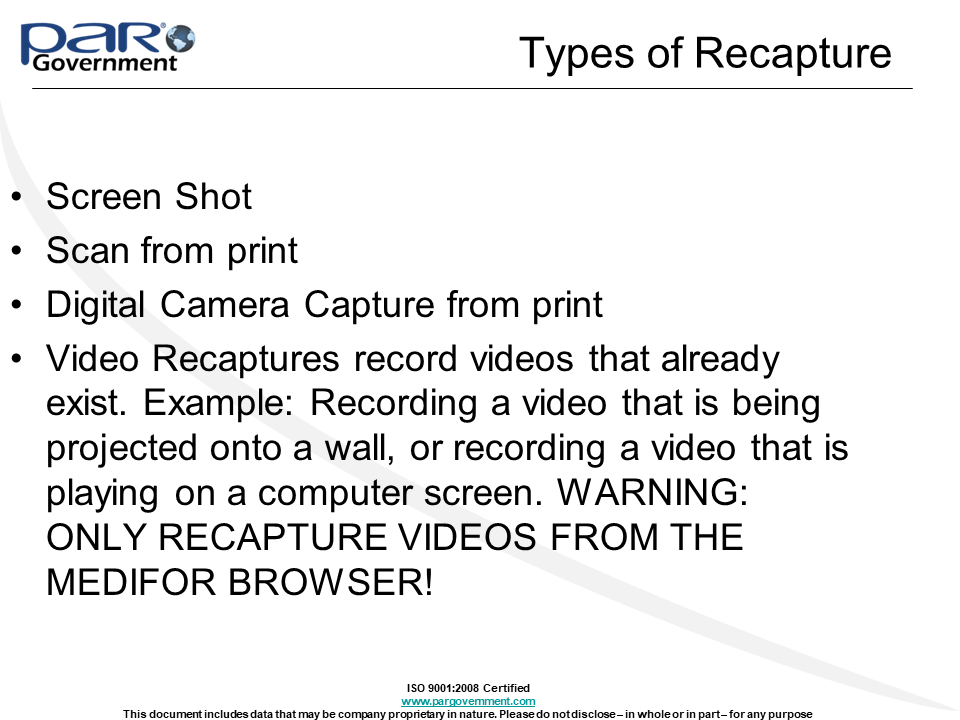 PAR Government
Types of Recapture
• Screen Shot
• Scan from print
• Digital Camera Capture from print
• Video Recaptures record videos that already
exist. Example: Recording a video that is being
projected onto a wall, or recording a video that is
playing on a computer screen. WARNING:
ONLY RECAPTURE VIDEOS FROM THE
MEDIFOR BROWSER!
ISO 9001:2008 Certified
www.pargovernment.com
This document includes data that may be company proprietary in nature. Please do not disclose – in whole or in part – for any purpose